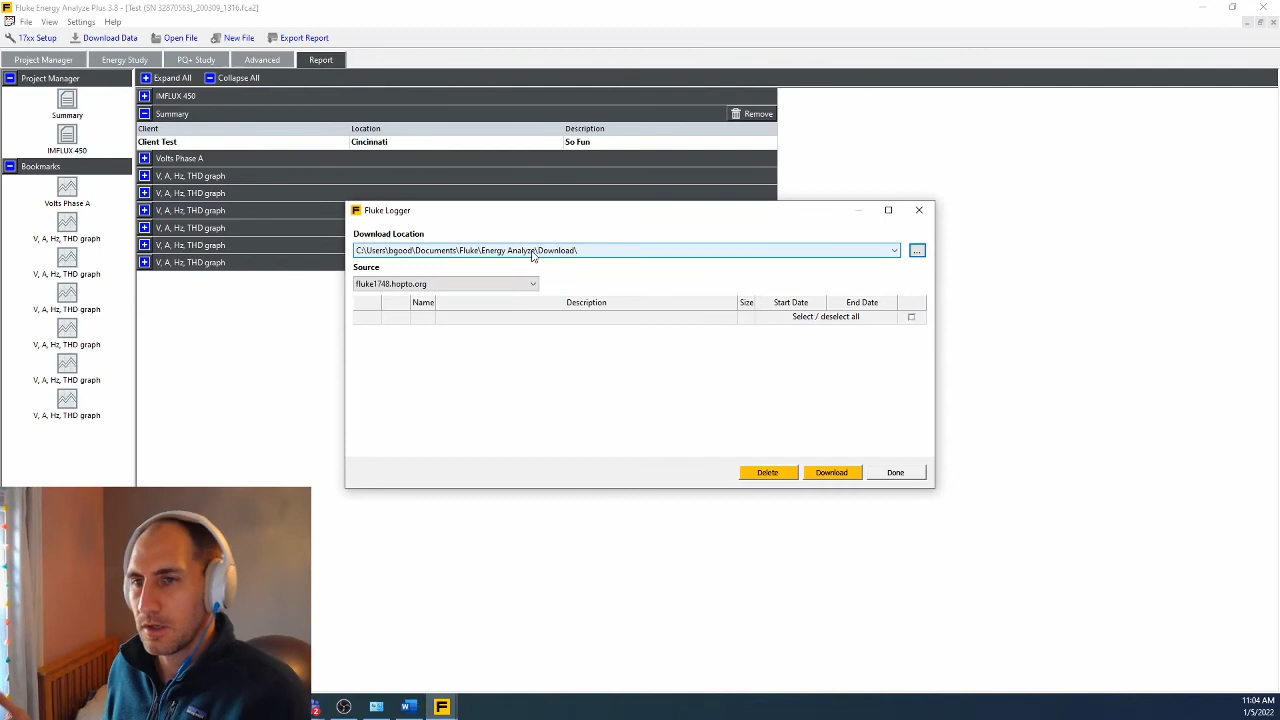 Fluke Energy Analyze Plus 3.8 - [Test (SN 32870563)_200309_1316.fca2]
File View Settings Help
17xx Setup Download Data Open File New File Export Report
Project Manager Energy Study PQ+ Study Advanced Report
Project Manager
Expand All Collapse All
Summary
IMFLUX 450
Bookmarks
Volts Phase A
V, A, Hz, THD graph
V, A, Hz, THD graph
V, A, Hz, THD graph
V, A, Hz, THD graph
V, A, Hz, THD graph
V, A, Hz, THD graph
IMFLUX 450
Summary Remove
Client Location Description
Client Test Cincinnati So Fun
Volts Phase A
V, A, Hz, THD graph
V, A, Hz, THD graph
V, A, Hz, THD graph
V, A, Hz, THD graph
V, A, Hz, THD graph
V, A, Hz, THD graph
Fluke Logger
Download Location
C:\Users\bgood\Documents\Fluke\Energy Analyze\Download\
...
Source
fluke1748.hopto.org
Name Description Size Start Date End Date
Select / deselect all
Delete Download Done
2
11:04 AM
1/5/2022